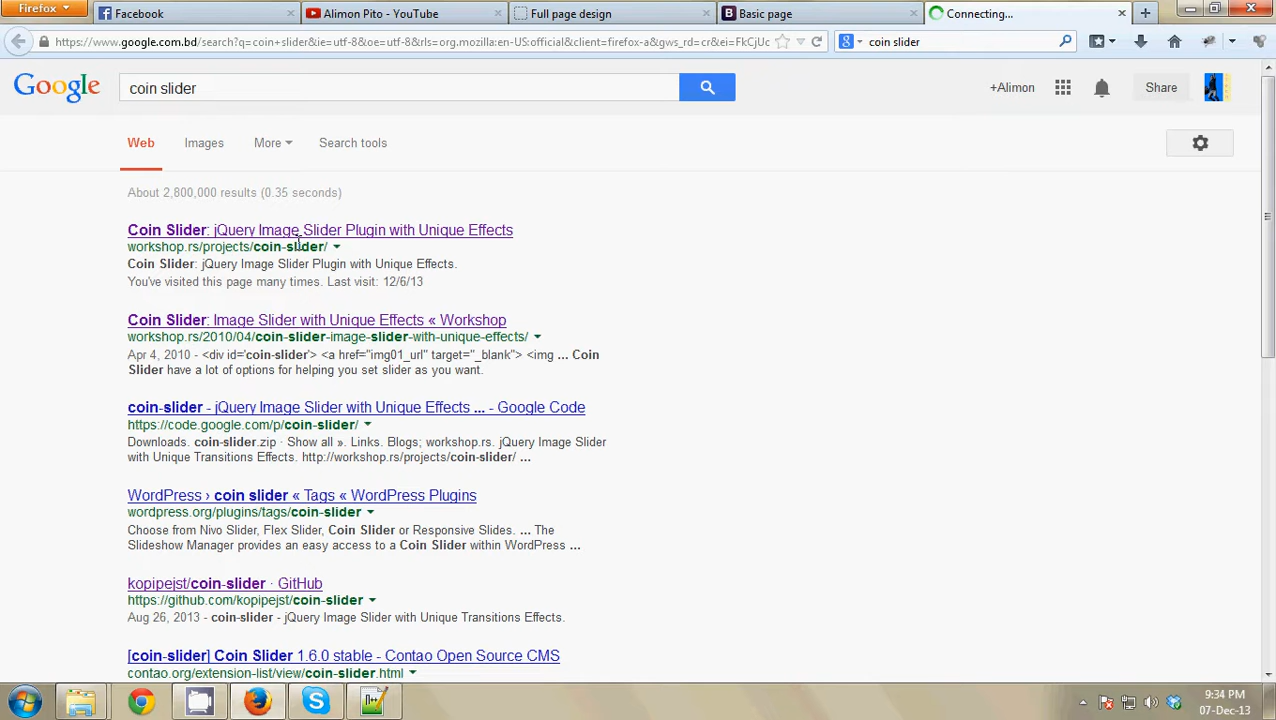 Firefox
Facebook
Alimon Pito - YouTube
Full page design
Basic page
Connecting...
https://www.google.com.bd/search?q=coin+slider&ie=utf-8&oe=utf-8&rls=org.mozilla:en-US:official&client=firefox-a&gws_rd=cr&ei=FkCjUc
coin slider
Google
coin slider
+Alimon
Share
Web
Images
More
Search tools
About 2,800,000 results (0.35 seconds)
Coin Slider: jQuery Image Slider Plugin with Unique Effects
workshop.rs/projects/coin-slider/
Coin Slider: jQuery Image Slider Plugin with Unique Effects.
You've visited this page many times. Last visit: 12/6/13
Coin Slider: Image Slider with Unique Effects « Workshop
workshop.rs/2010/04/coin-slider-image-slider-with-unique-effects/
Apr 4, 2010 - <div id='coin-slider'> <a href="img01_url" target="_blank"> <img ... Coin
Slider have a lot of options for helping you set slider as you want.
coin-slider - jQuery Image Slider with Unique Effects ... - Google Code
https://code.google.com/p/coin-slider/
Downloads. coin-slider.zip · Show all ». Links. Blogs; workshop.rs. jQuery Image Slider
with Unique Transitions Effects. http://workshop.rs/projects/coin-slider/ ...
WordPress › coin slider « Tags « WordPress Plugins
wordpress.org/plugins/tags/coin-slider
Choose from Nivo Slider, Flex Slider, Coin Slider or Responsive Slides. ... The
Slideshow Manager provides an easy access to a Coin Slider within WordPress ...
kopipejst/coin-slider · GitHub
https://github.com/kopipejst/coin-slider
Aug 26, 2013 - coin-slider - jQuery Image Slider with Unique Transitions Effects.
[coin-slider] Coin Slider 1.6.0 stable - Contao Open Source CMS
contao.org/extension-list/view/coin-slider.html
9:34 PM
07-Dec-13